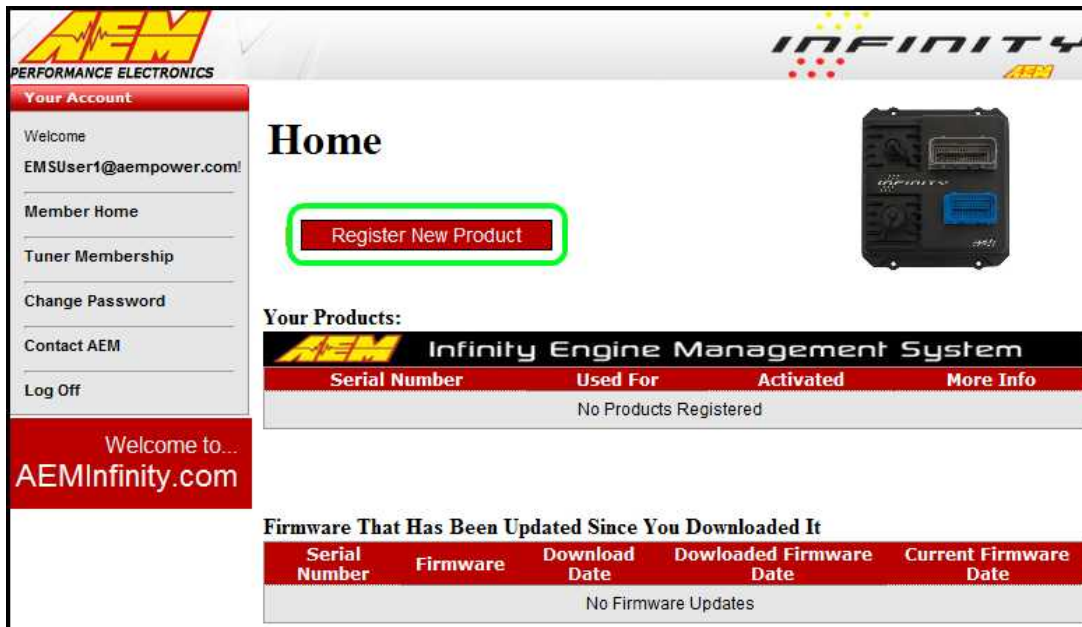 AEM
PERFORMANCE ELECTRONICS
INFINITY
AEM
Your Account
Welcome
EMSUser1@aempower.com!
Member Home
Tuner Membership
Change Password
Contact AEM
Log Off
Welcome to...
AEMInfinity.com
Home
Register New Product
INFINITY
Your Products:
AEM Infinity Engine Management System
Serial Number Used For Activated More Info
No Products Registered
Firmware That Has Been Updated Since You Downloaded It
Serial Number Firmware Download Date Dowloaded Firmware Date Current Firmware Date
No Firmware Updates